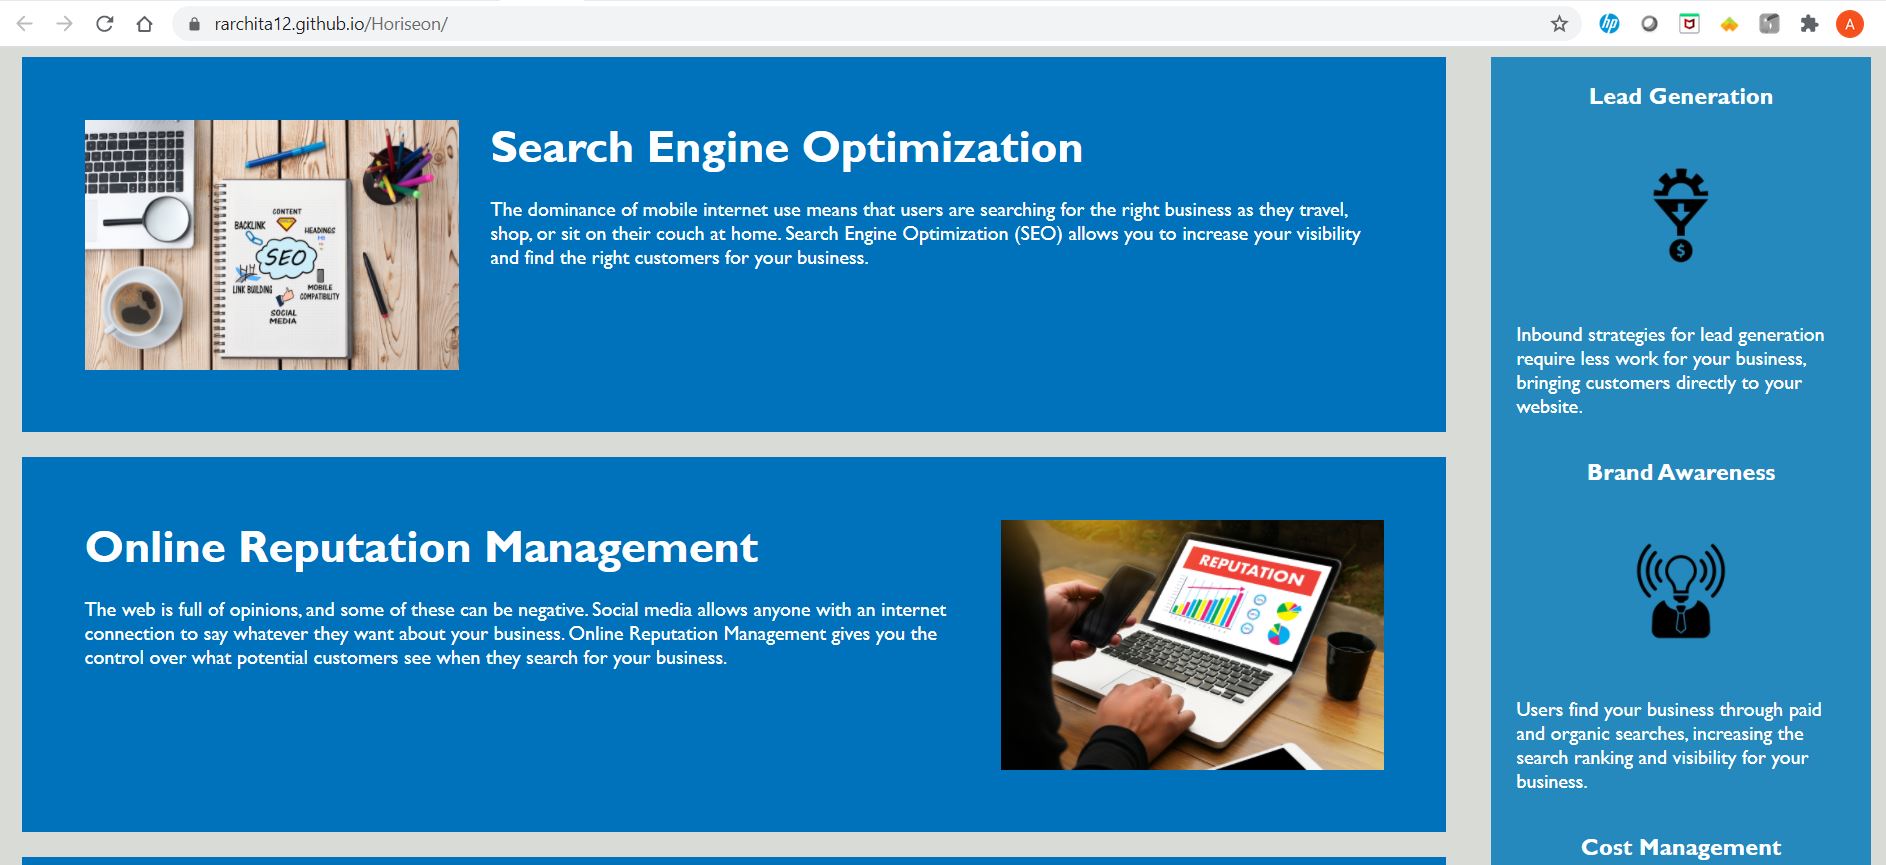 rarchita12.github.io/Horiseon/
hp
A
Search Engine Optimization
The dominance of mobile internet use means that users are searching for the right business as they travel,
shop, or sit on their couch at home. Search Engine Optimization (SEO) allows you to increase your visibility
and find the right customers for your business.
CONTENT
BACKLINK
HEADINGS
SEO
LINK BUILDING
MOBILE
COMPATIBILITY
SOCIAL
MEDIA
Online Reputation Management
The web is full of opinions, and some of these can be negative. Social media allows anyone with an internet
connection to say whatever they want about your business. Online Reputation Management gives you the
control over what potential customers see when they search for your business.
REPUTATION
Lead Generation
$
Inbound strategies for lead generation
require less work for your business,
bringing customers directly to your
website.
Brand Awareness
Users find your business through paid
and organic searches, increasing the
search ranking and visibility for your
business.
Cost Management